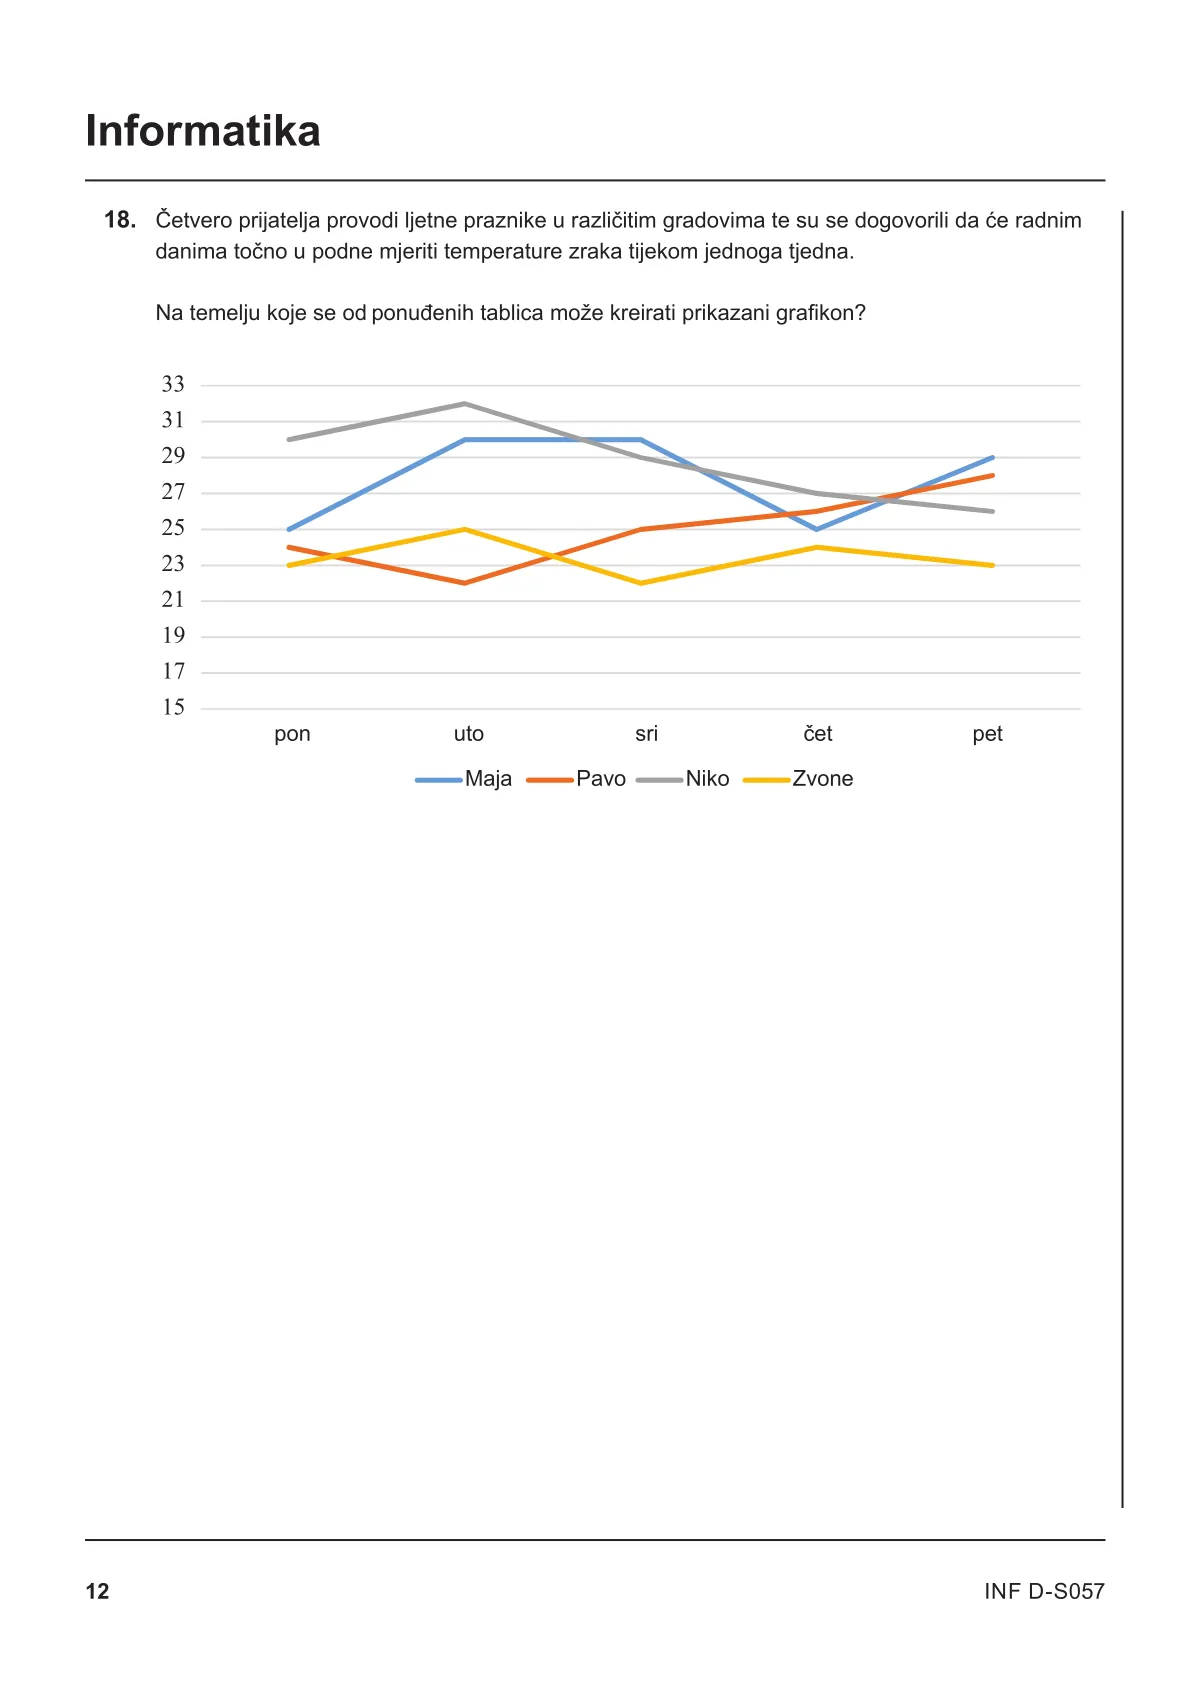 Informatika
18. Četvero prijatelja provodi ljetne praznike u različitim gradovima te su se dogovorili da će radnim
danima točno u podne mjeriti temperature zraka tijekom jednoga tjedna.
Na temelju koje se od ponuđenih tablica može kreirati prikazani grafikon?
33
31
29
27
25
23
21
19
17
15
pon uto sri čet pet
Maja Pavo Niko Zvone
12 INF D-S057